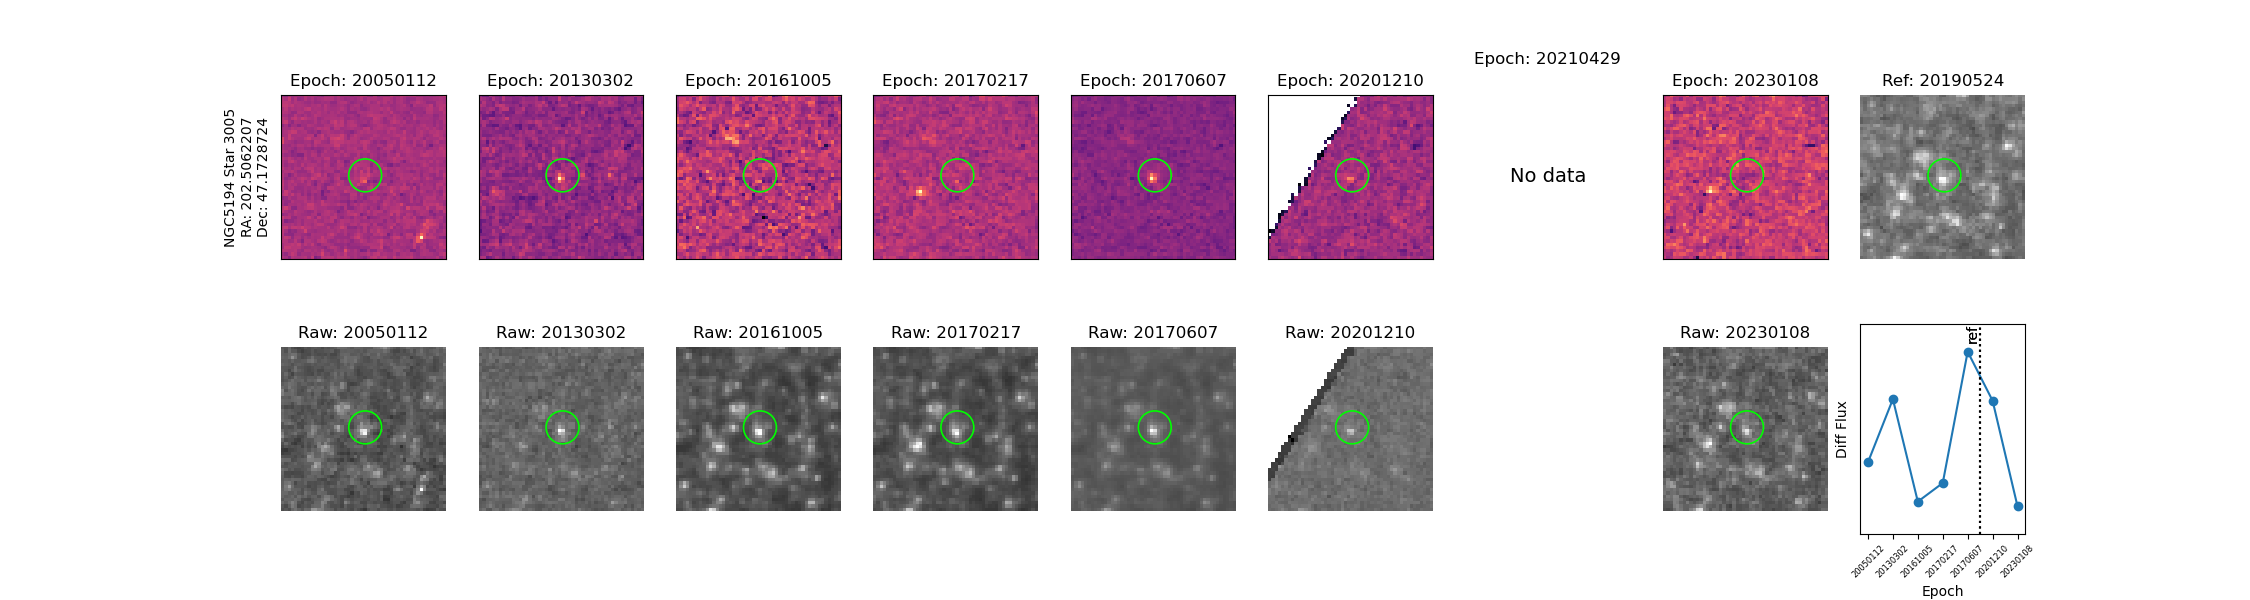 Epoch: 20210429
Epoch: 20050112
Epoch: 20130302
Epoch: 20161005
Epoch: 20170217
Epoch: 20170607
Epoch: 20201210
Epoch: 20230108
Ref: 20190524
NGC5194 Star 3005
RA: 202.5062207
Dec: 47.1728724
No data
Raw: 20050112
Raw: 20130302
Raw: 20161005
Raw: 20170217
Raw: 20170607
Raw: 20201210
Raw: 20230108
ref
Diff Flux
20050112
20130302
20161005
20170217
20170607
20201210
20230108
Epoch